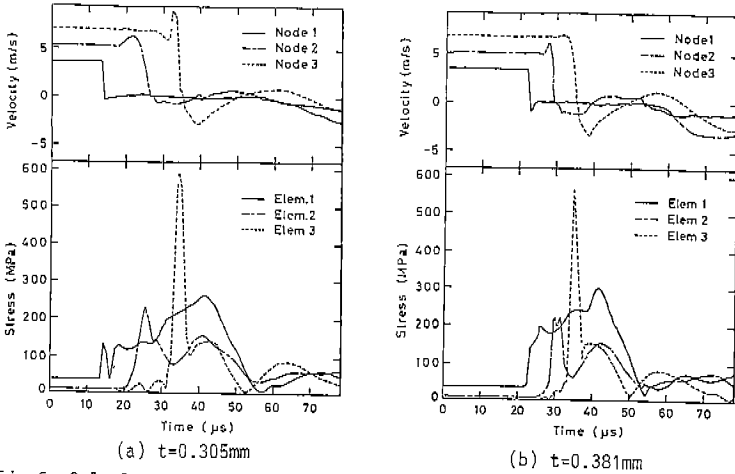 Velocity (m/s)
5
0
-5
Node 1
Node 2
Node 3
Stress (MPa)
600
500
400
300
200
100
0
Elem.1
Elem.2
Elem 3
0 10 20 30 40 50 60 70
Time (μs)
(a) t=0.305mm
Velocity (m/s)
5
0
-5
Node1
Node2
Node3
Stress (MPa)
600
500
400
300
200
100
0
Elem 1
Elem 2
Elem 3
0 10 20 30 40 50 60 70
Time (μs)
(b) t=0.381mm